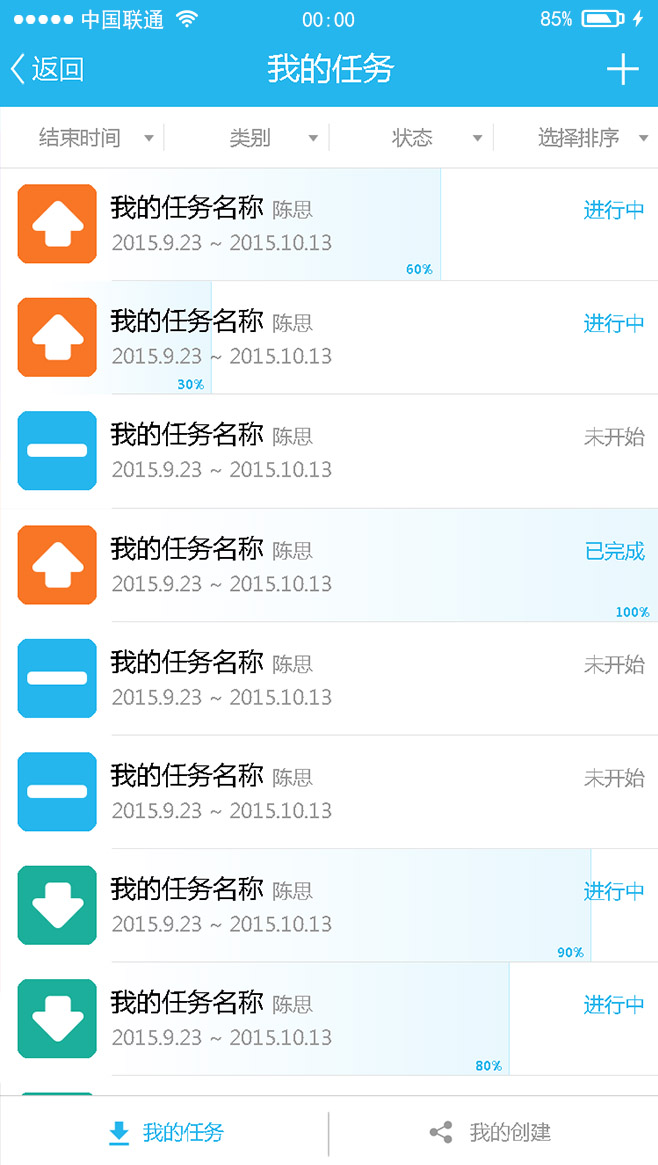 中国联通 00:00 85%
返回 我的任务
结束时间 类别 状态 选择排序
我的任务名称 陈思 进行中
2015.9.23 ~ 2015.10.13
60%
我的任务名称 陈思 进行中
2015.9.23 ~ 2015.10.13
30%
我的任务名称 陈思 未开始
2015.9.23 ~ 2015.10.13
我的任务名称 陈思 已完成
2015.9.23 ~ 2015.10.13
100%
我的任务名称 陈思 未开始
2015.9.23 ~ 2015.10.13
我的任务名称 陈思 未开始
2015.9.23 ~ 2015.10.13
我的任务名称 陈思 进行中
2015.9.23 ~ 2015.10.13
90%
我的任务名称 陈思 进行中
2015.9.23 ~ 2015.10.13
80%
我的任务 我的创建